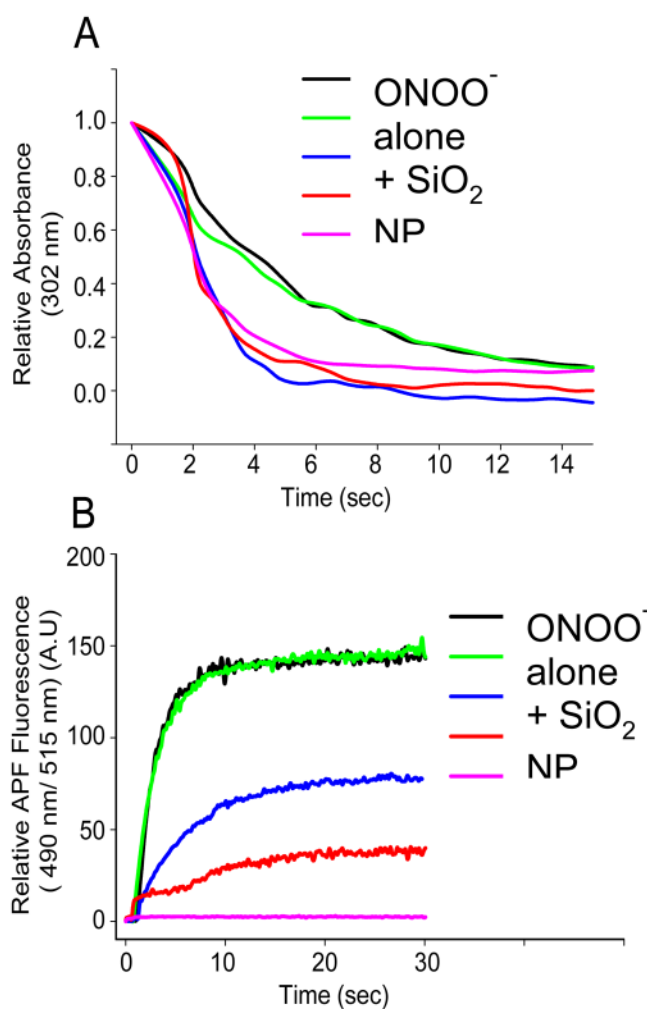 A
ONOO⁻
alone
+ SiO₂
NP
Relative Absorbance
(302 nm)
1.0
0.8
0.6
0.4
0.2
0.0
0 2 4 6 8 10 12 14
Time (sec)
B
ONOO⁻
alone
+ SiO₂
NP
Relative APF Fluorescence
( 490 nm/ 515 nm) (A.U)
200
150
100
50
0
0 10 20 30
Time (sec)